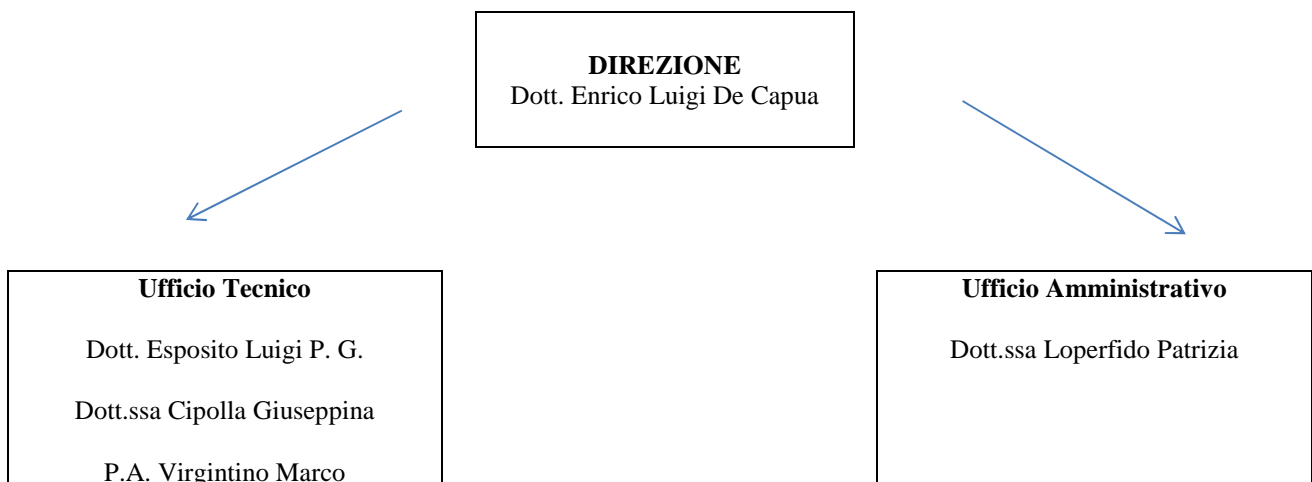 DIREZIONE
Dott. Enrico Luigi De Capua
Ufficio Tecnico
Dott. Esposito Luigi P. G.
Dott.ssa Cipolla Giuseppina
P.A. Virgintino Marco
Ufficio Amministrativo
Dott.ssa Loperfido Patrizia